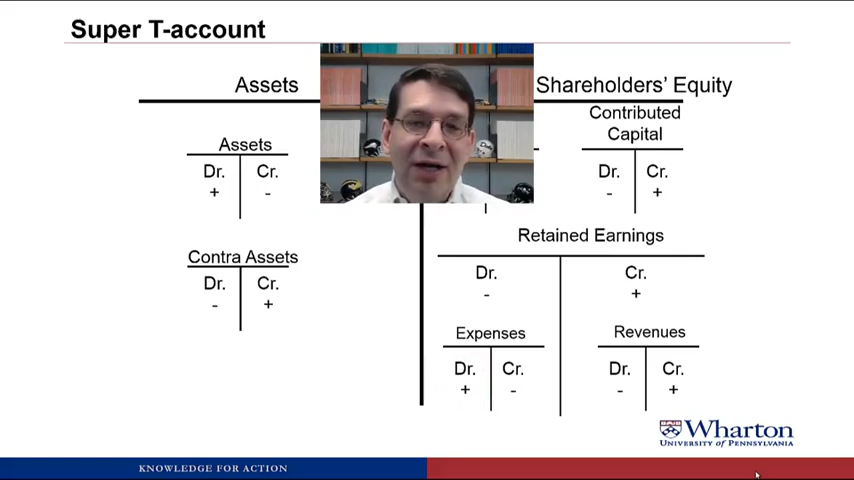 Super T-account
Assets
Shareholders' Equity
Assets
Dr. Cr.
+ -
Contributed
Capital
Dr. Cr.
- +
Contra Assets
Dr. Cr.
- +
Retained Earnings
Dr. Cr.
- +
Expenses
Dr. Cr.
+ -
Revenues
Dr. Cr.
- +
Wharton
UNIVERSITY of PENNSYLVANIA
KNOWLEDGE FOR ACTION